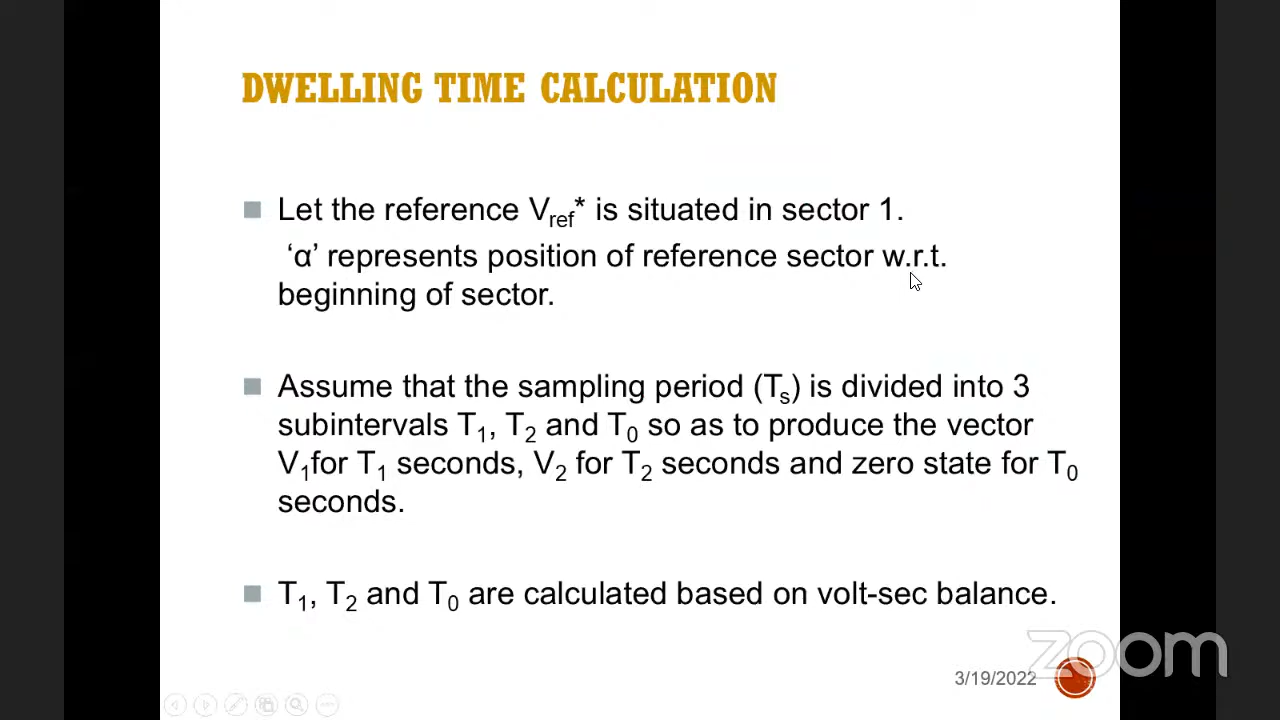 DWELLING TIME CALCULATION
Let the reference Vref* is situated in sector 1.
‘α’ represents position of reference sector w.r.t.
beginning of sector.
Assume that the sampling period (Ts) is divided into 3
subintervals T1, T2 and T0 so as to produce the vector
V1for T1 seconds, V2 for T2 seconds and zero state for T0
seconds.
T1, T2 and T0 are calculated based on volt-sec balance.
3/19/2022
zoom